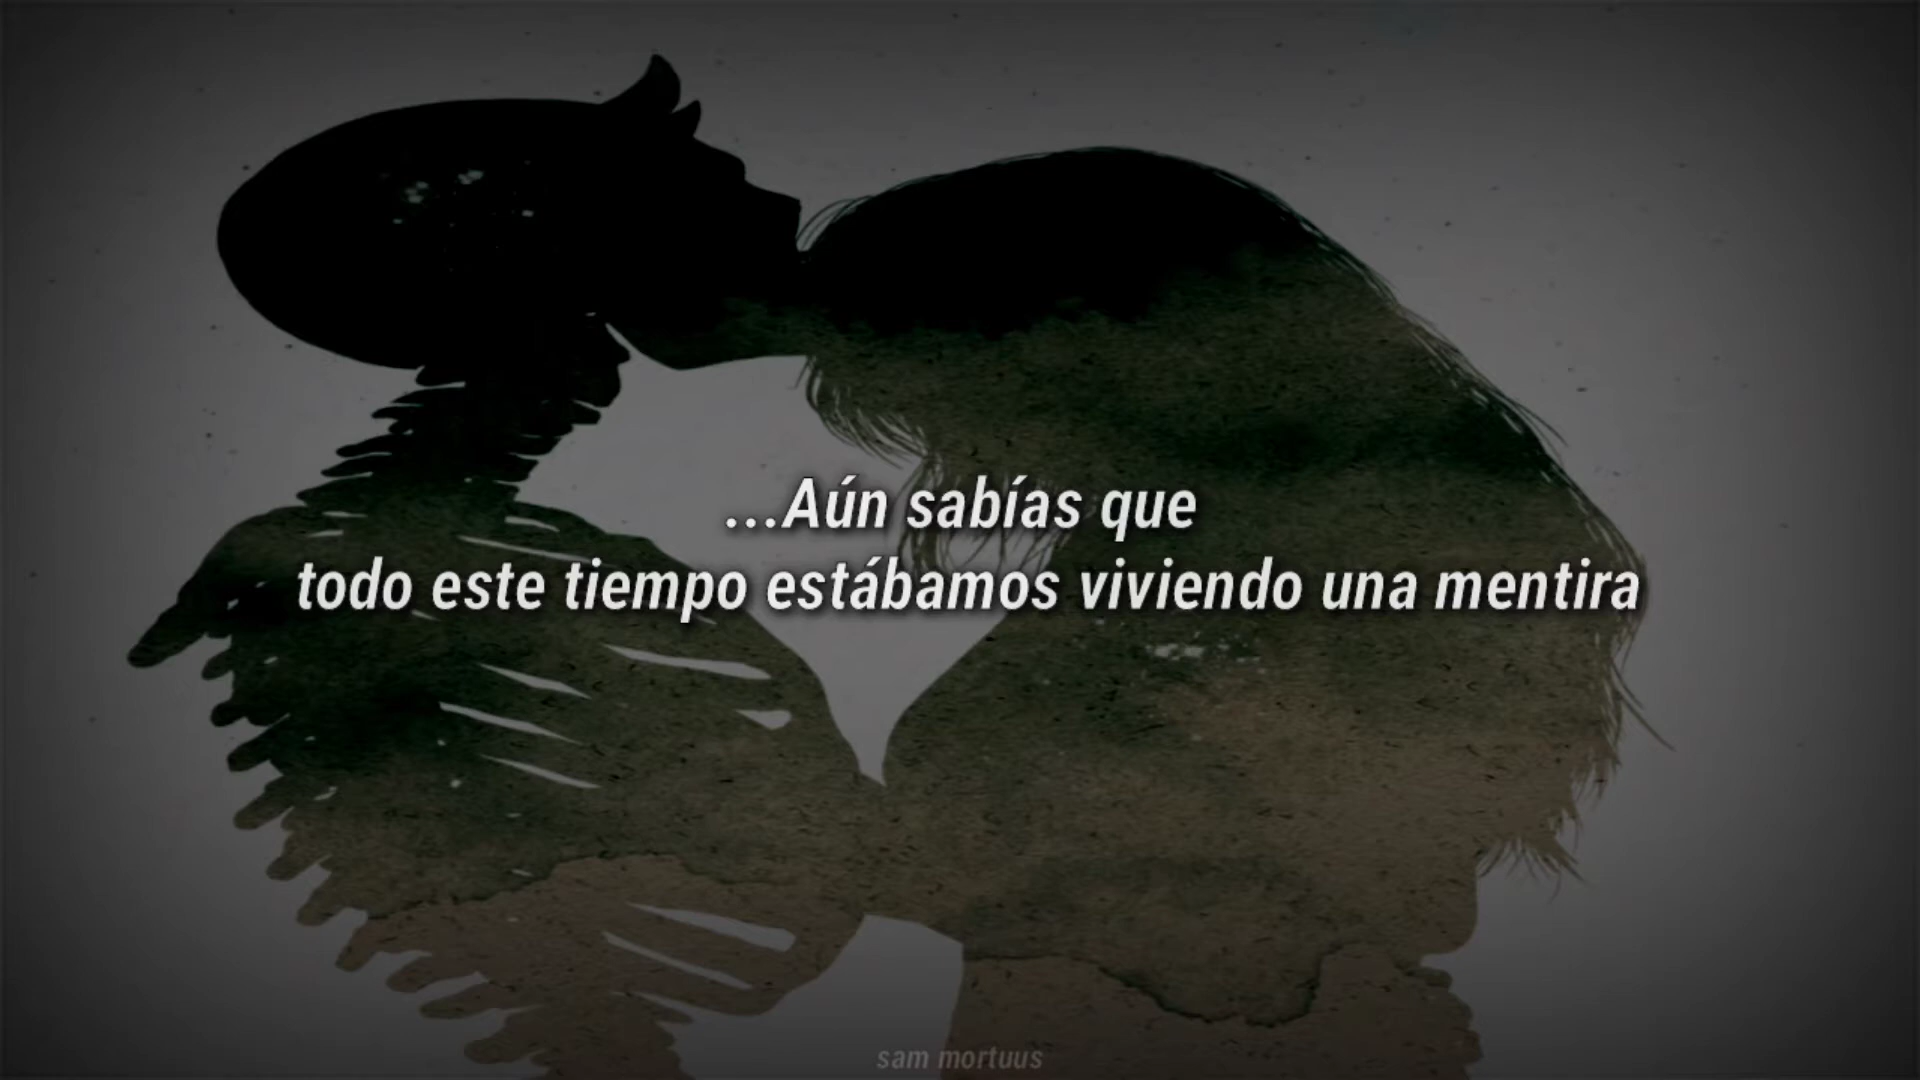 ...Aún sabías que
todo este tiempo estábamos viviendo una mentira
sam mortuus